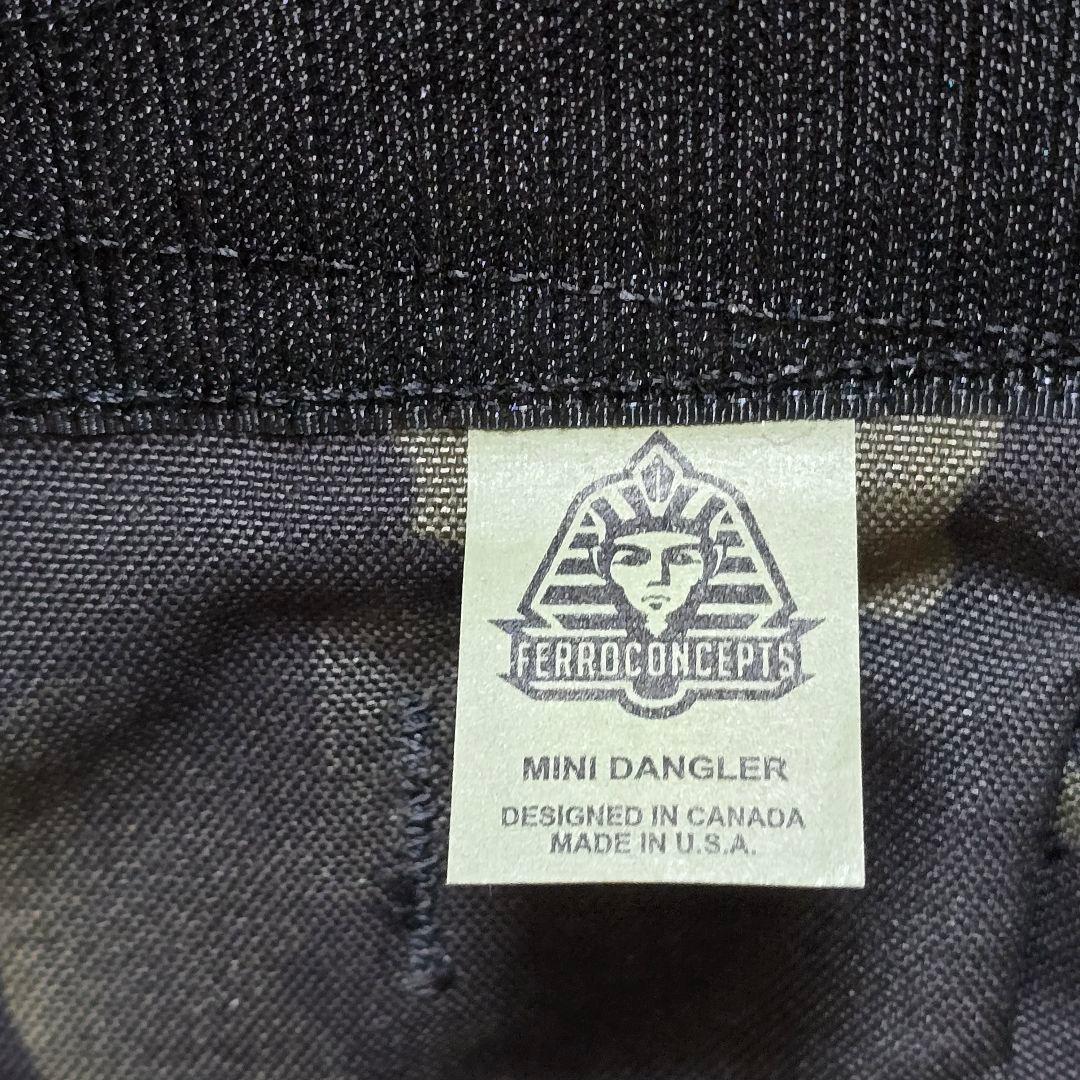 FERROCONCEPTS
MINI DANGLER
DESIGNED IN CANADA
MADE IN U.S.A.